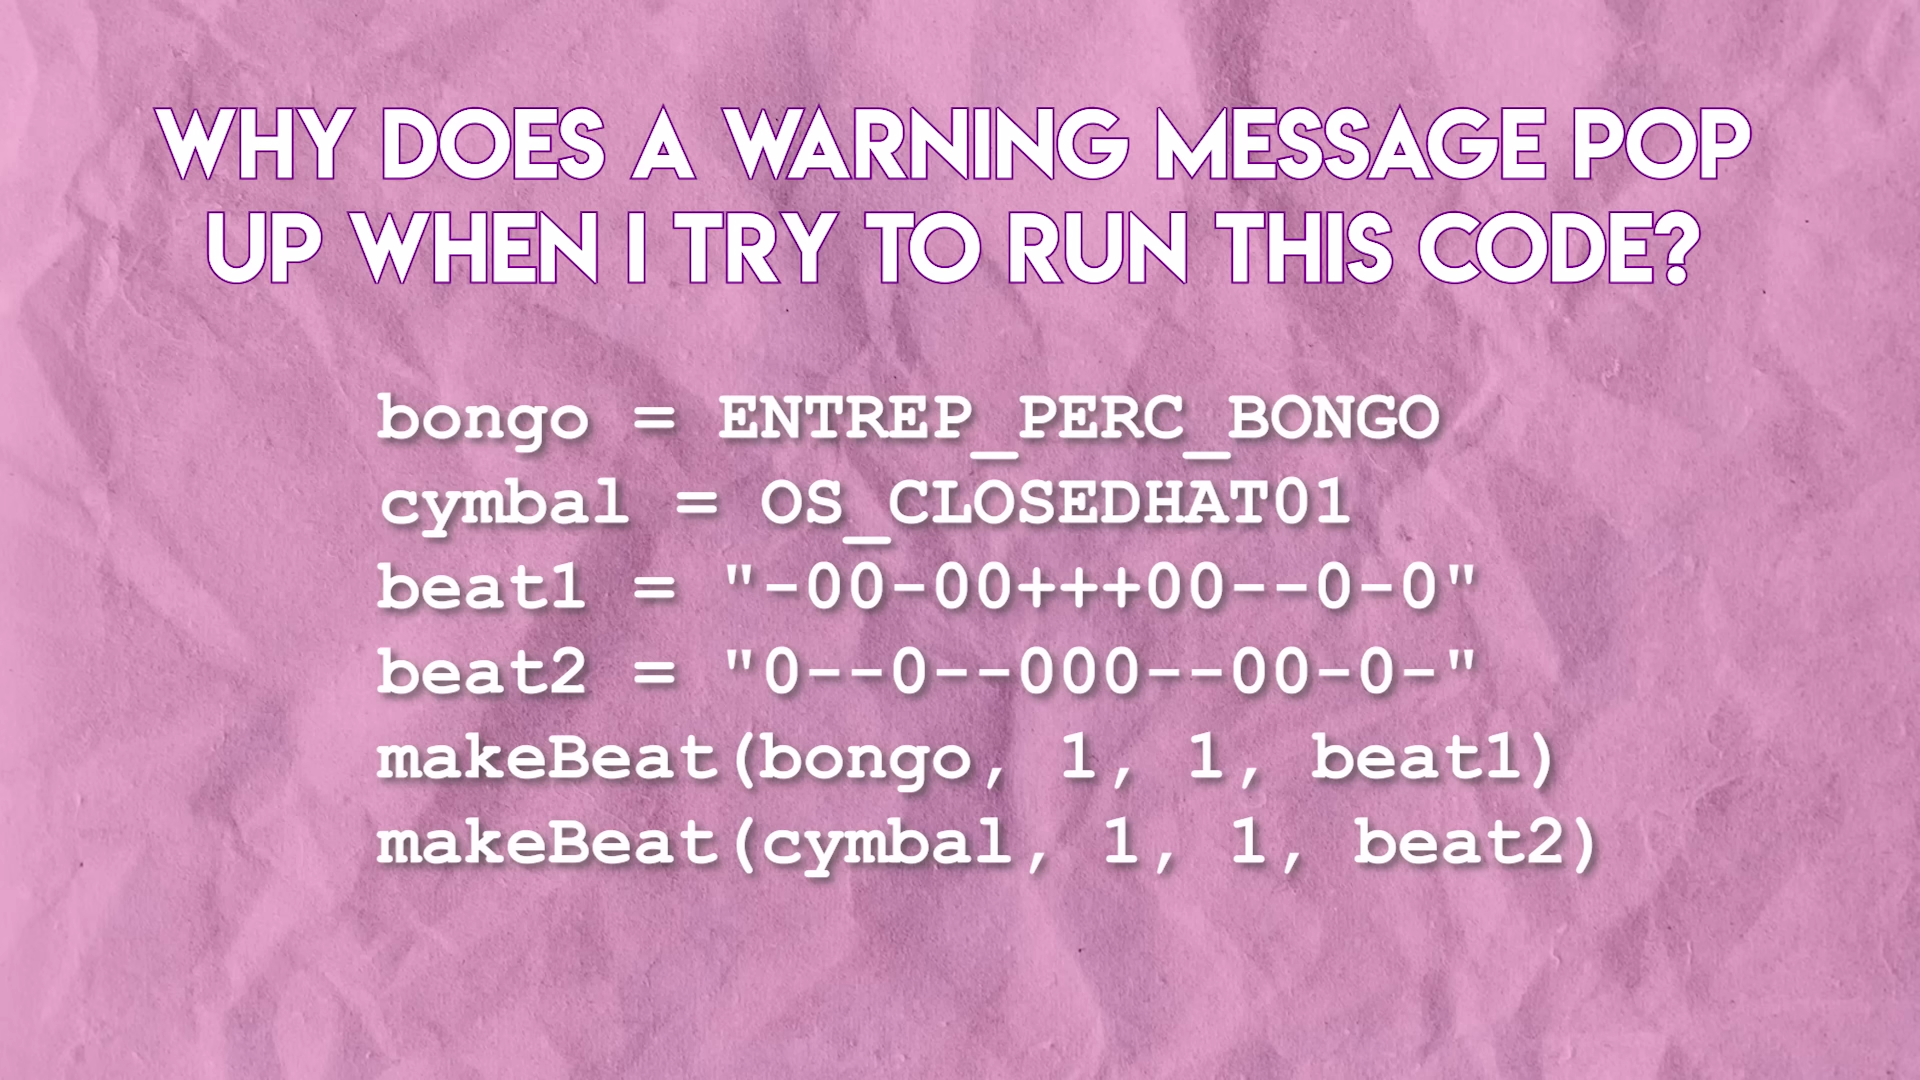 WHY DOES A WARNING MESSAGE POP
UP WHEN I TRY TO RUN THIS CODE?
bongo = ENTREP_PERC_BONGO
cymbal = OS_CLOSEDHAT01
beat1 = "-00-00+++00--0-0"
beat2 = "0--0--000--00-0-"
makeBeat(bongo, 1, 1, beat1)
makeBeat(cymbal, 1, 1, beat2)